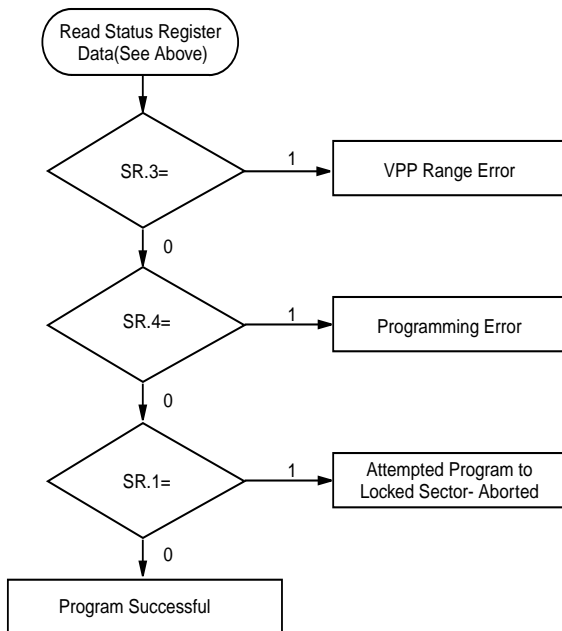 Read Status Register
Data(See Above)
SR.3=
1
VPP Range Error
0
SR.4=
1
Programming Error
0
SR.1=
1
Attempted Program to
Locked Sector- Aborted
0
Program Successful